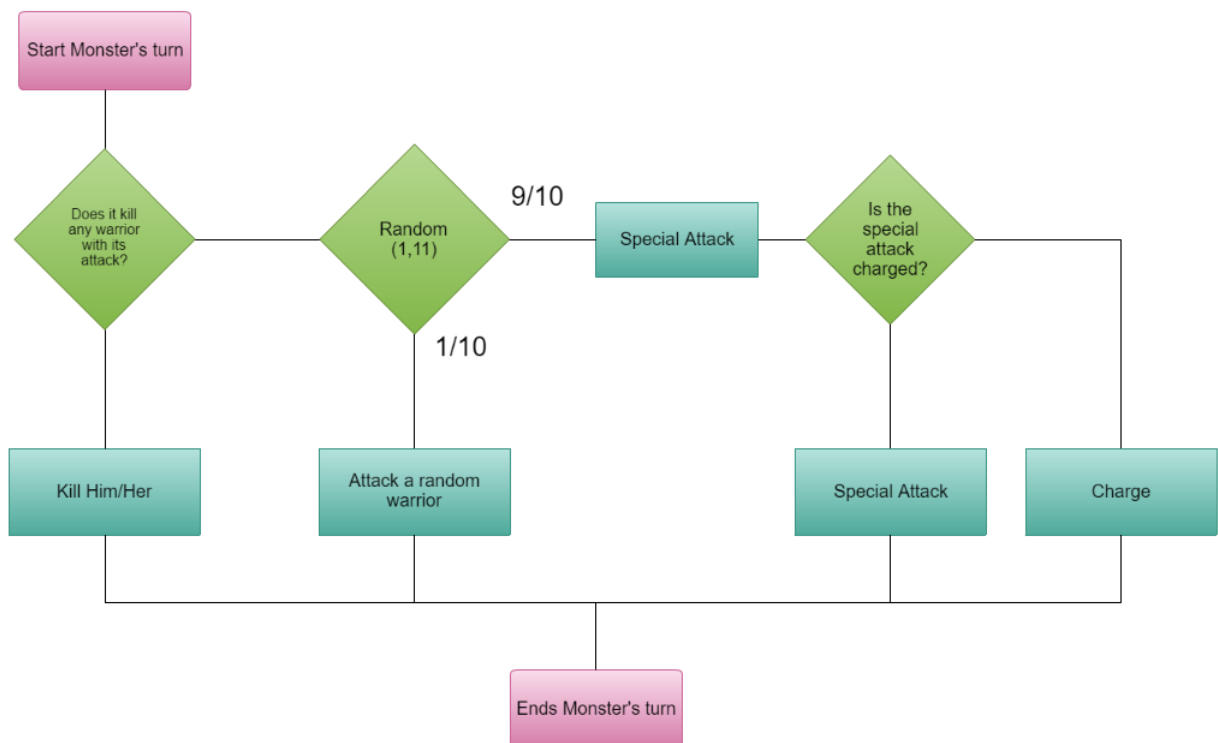 Start Monster's turn
Does it kill
any warrior
with its
attack?
Random
(1,11)
9/10
1/10
Special Attack
Is the
special
attack
charged?
Kill Him/Her
Attack a random
warrior
Special Attack
Charge
Ends Monster's turn